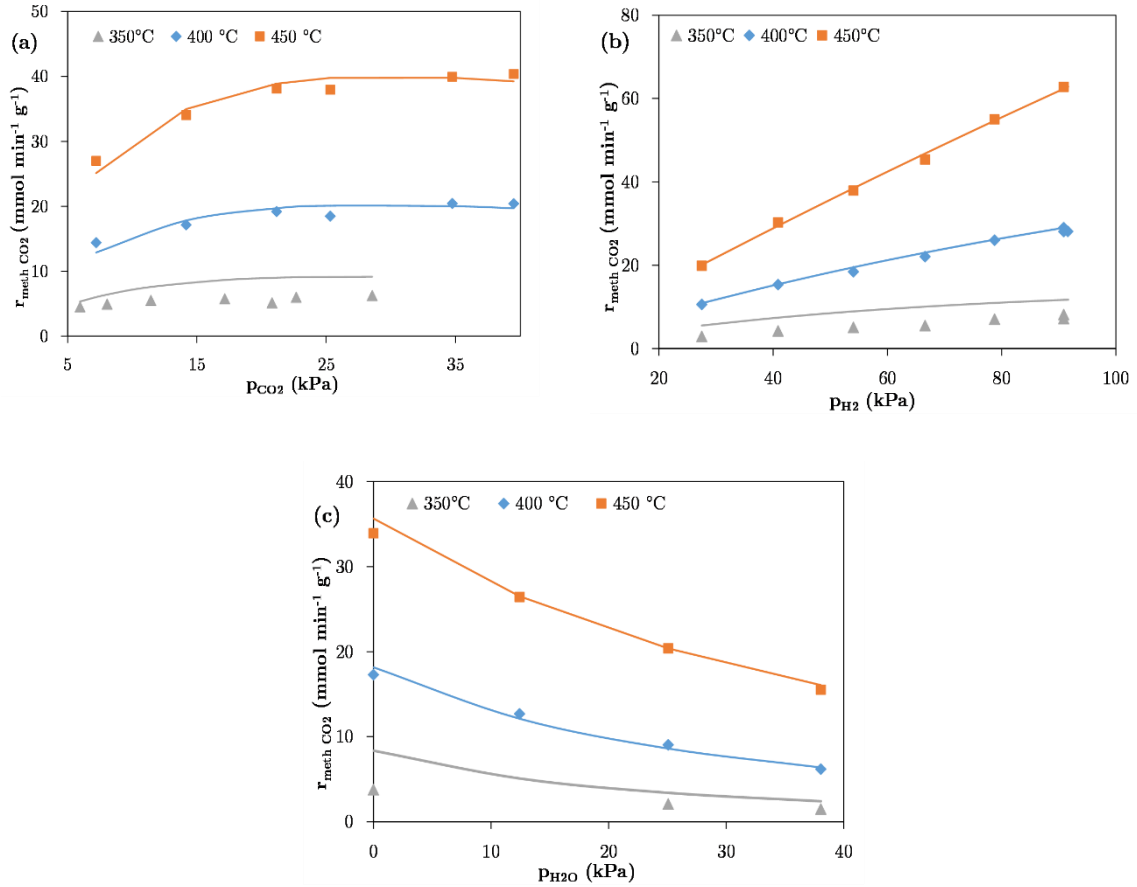 (a)
350°C 400 °C 450 °C
50
40
30
20
10
0
5 15 25 35
r meth CO2 (mmol min-1 g-1)
pCO2 (kPa)
(b)
350°C 400°C 450°C
80
60
40
20
0
20 40 60 80 100
r meth CO2 (mmol min-1 g-1)
pH2 (kPa)
(c)
350°C 400 °C 450 °C
40
30
20
10
0
0 10 20 30 40
r meth CO2 (mmol min-1 g-1)
pH2O (kPa)